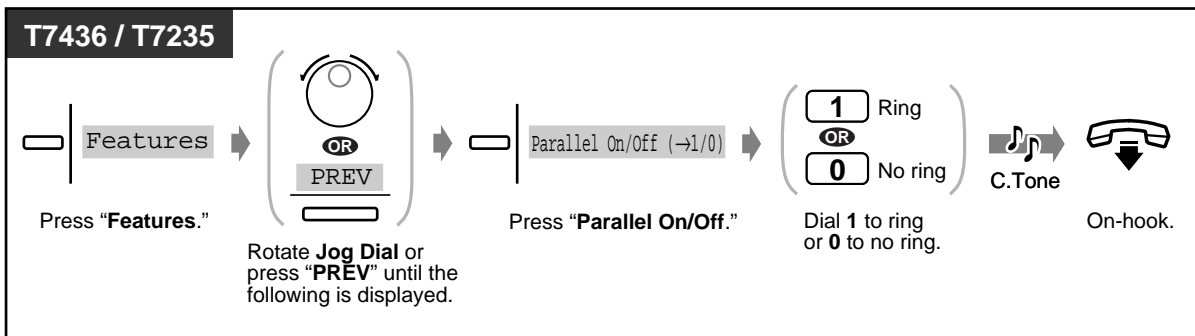 T7436 / T7235
Features
Press “Features.”
OR
PREV
Rotate Jog Dial or
press “PREV” until the
following is displayed.
Parallel On/Off (→1/0)
Press “Parallel On/Off.”
1 Ring
OR
0 No ring
Dial 1 to ring
or 0 to no ring.
C.Tone
On-hook.